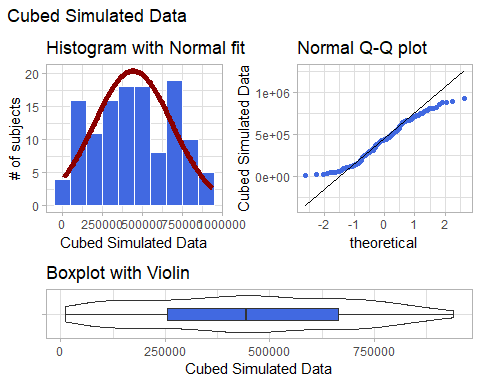 Cubed Simulated Data
Histogram with Normal fit
# of subjects
20
15
10
5
0
0 250000 500000 750000 1000000
Cubed Simulated Data
Normal Q-Q plot
Cubed Simulated Data
1e+06
5e+05
0e+00
-2 -1 0 1 2
theoretical
Boxplot with Violin
0 250000 500000 750000
Cubed Simulated Data